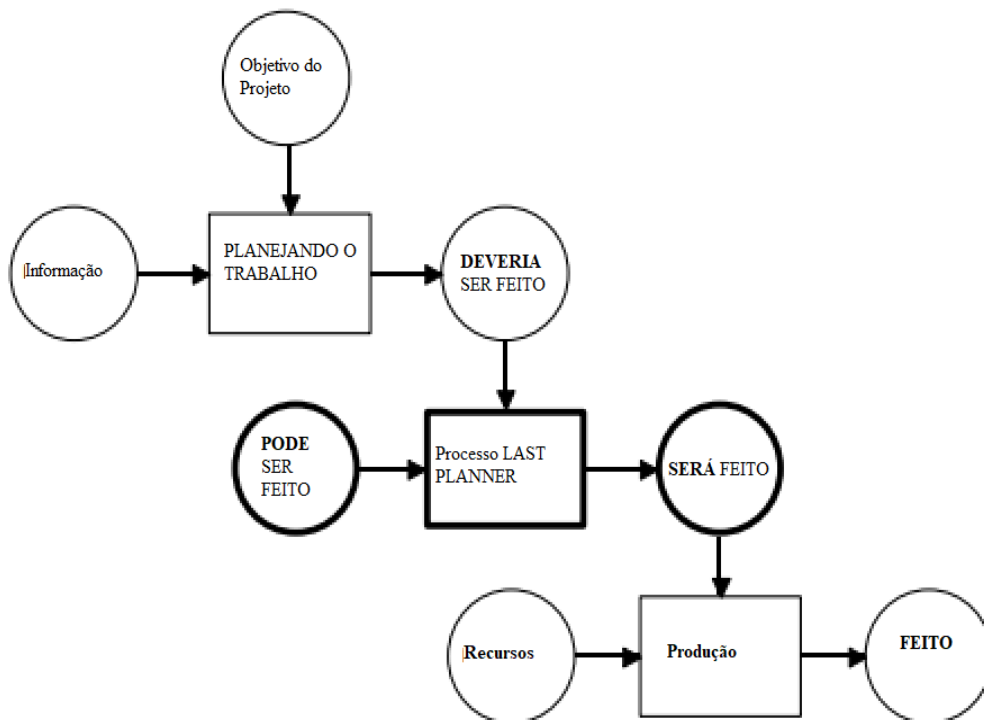 Objetivo do
Projeto
Informação
PLANEJANDO O
TRABALHO
DEVERIA
SER FEITO
PODE
SER
FEITO
Processo LAST
PLANNER
SERÁ FEITO
Recursos
Produção
FEITO